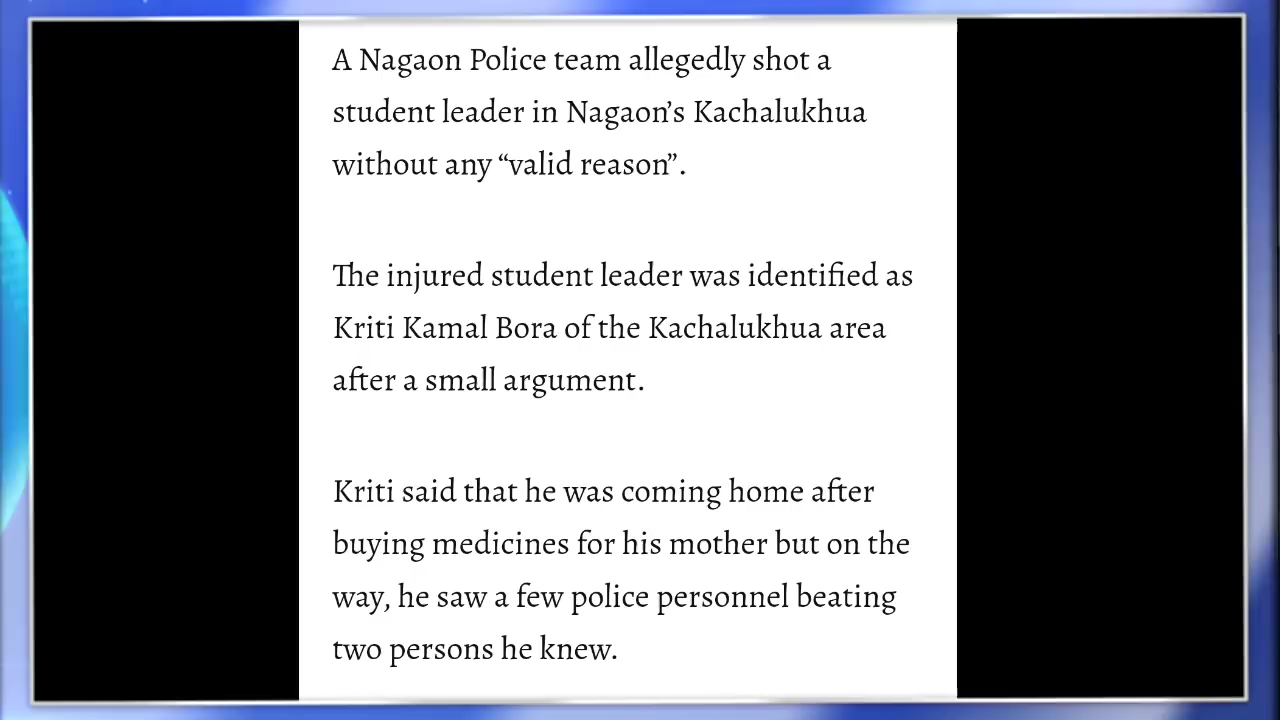 A Nagaon Police team allegedly shot a
student leader in Nagaon’s Kachalukhua
without any “valid reason”.
The injured student leader was identified as
Kriti Kamal Bora of the Kachalukhua area
after a small argument.
Kriti said that he was coming home after
buying medicines for his mother but on the
way, he saw a few police personnel beating
two persons he knew.